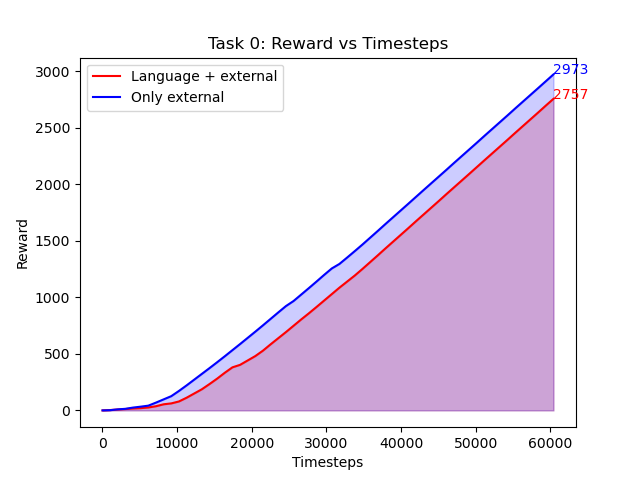 Task 0: Reward vs Timesteps
Language + external
Only external
2973
2757
Reward
3000
2500
2000
1500
1000
500
0
0 10000 20000 30000 40000 50000 60000
Timesteps